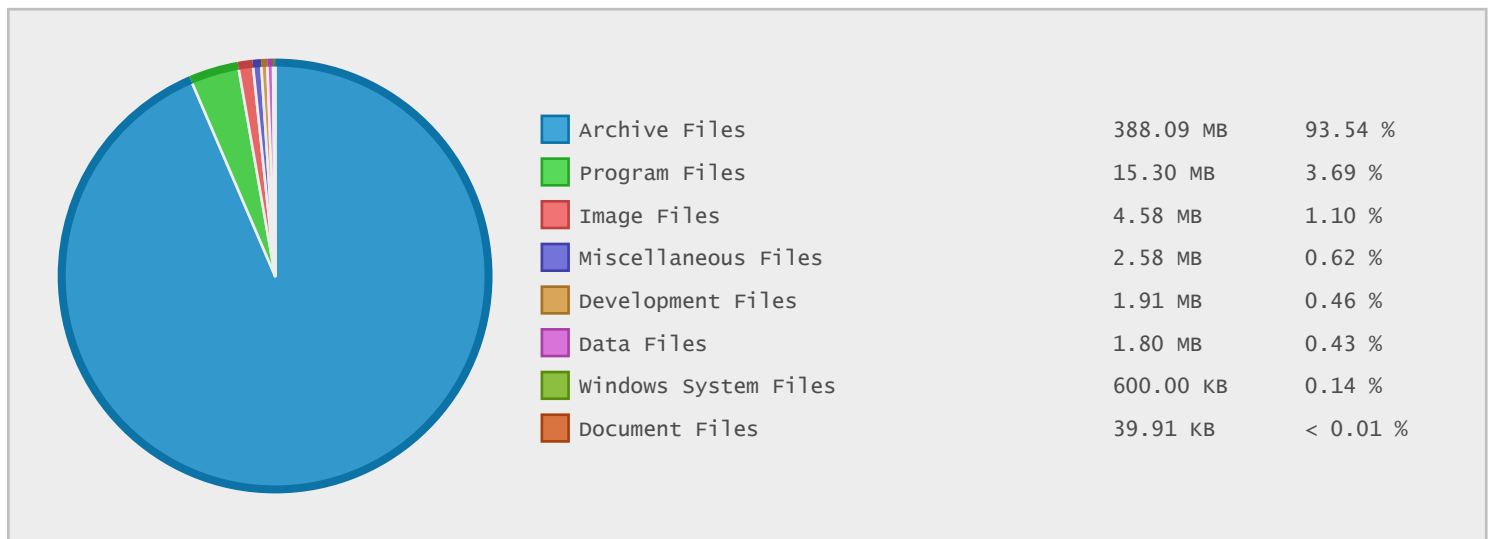 Archive Files 388.09 MB 93.54 %
Program Files 15.30 MB 3.69 %
Image Files 4.58 MB 1.10 %
Miscellaneous Files 2.58 MB 0.62 %
Development Files 1.91 MB 0.46 %
Data Files 1.80 MB 0.43 %
Windows System Files 600.00 KB 0.14 %
Document Files 39.91 KB < 0.01 %